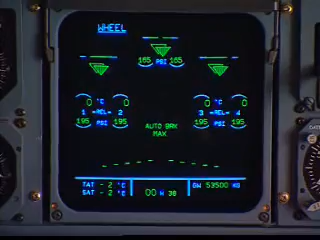 WHEEL
165 PSI 165
0 °C 0
1 -REL- 2
195 PSI 195
0 °C 0
3 -REL- 4
195 PSI 195
AUTO BRK
MAX
TAT - 2 °C
SAT - 2 °C
00 H 38
GW 53500 KG